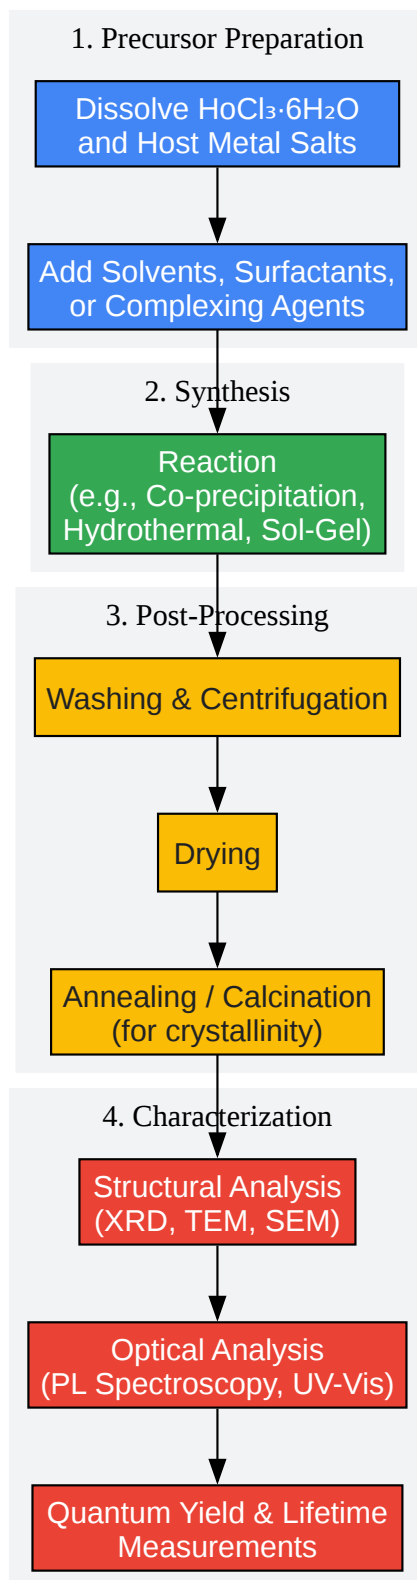 1. Precursor Preparation
Dissolve HoCl₃·6H₂O
and Host Metal Salts
Add Solvents, Surfactants,
or Complexing Agents
2. Synthesis
Reaction
(e.g., Co-precipitation,
Hydrothermal, Sol-Gel)
3. Post-Processing
Washing & Centrifugation
Drying
Annealing / Calcination
(for crystallinity)
4. Characterization
Structural Analysis
(XRD, TEM, SEM)
Optical Analysis
(PL Spectroscopy, UV-Vis)
Quantum Yield & Lifetime
Measurements